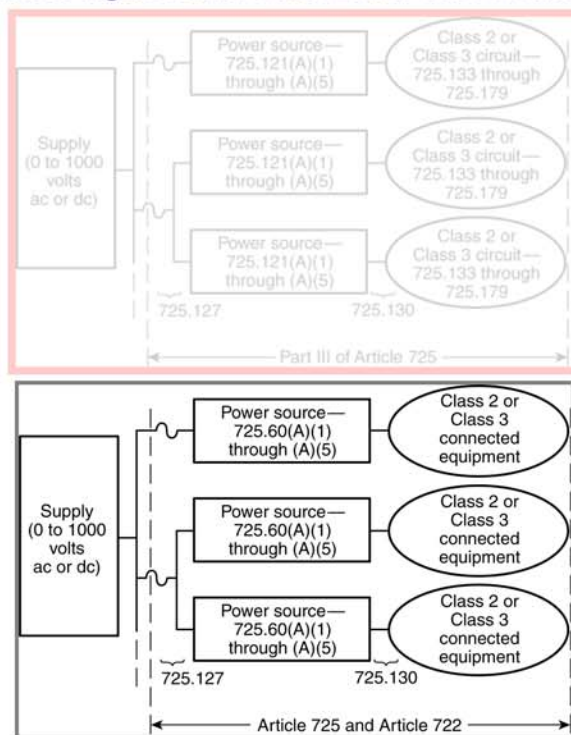 Power source—
725.121(A)(1)
through (A)(5)
Class 2 or
Class 3 circuit—
725.133 through
725.179
Supply
(0 to 1000
volts
ac or dc)
Power source—
725.121(A)(1)
through (A)(5)
Class 2 or
Class 3 circuit—
725.133 through
725.179
Power source—
725.121(A)(1)
through (A)(5)
Class 2 or
Class 3 circuit—
725.133 through
725.179
725.127
725.130
Part III of Article 725
Power source—
725.60(A)(1)
through (A)(5)
Class 2 or
Class 3
connected
equipment
Supply
(0 to 1000
volts
ac or dc)
Power source—
725.60(A)(1)
through (A)(5)
Class 2 or
Class 3
connected
equipment
Power source—
725.60(A)(1)
through (A)(5)
Class 2 or
Class 3
connected
equipment
725.127
725.130
Article 725 and Article 722